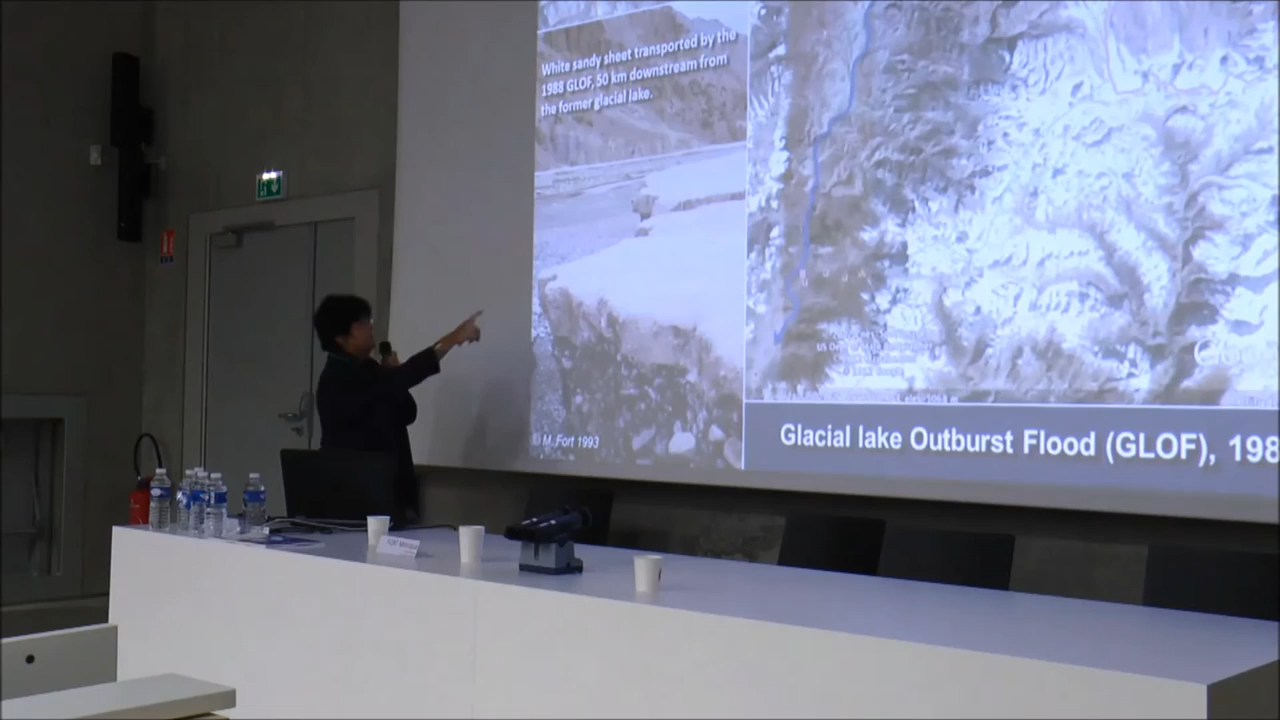 White sandy sheet transported by the
1988 GLOF, 50 km downstream from
the former glacial lake.
© M. Fort 1993
Glacial lake Outburst Flood (GLOF), 198